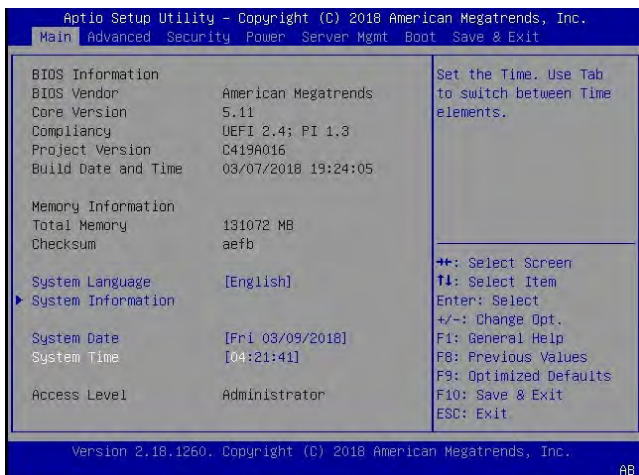 Aptio Setup Utility – Copyright (C) 2018 American Megatrends, Inc.
Main Advanced Security Power Server Mgmt Boot Save & Exit
BIOS Information
BIOS Vendor American Megatrends
Core Version 5.11
Compliancy UEFI 2.4; PI 1.3
Project Version C419A016
Build Date and Time 03/07/2018 19:24:05
Memory Information
Total Memory 131072 MB
Checksum aefb
System Language [English]
System Information
System Date [Fri 03/09/2018]
System Time [04:21:41]
Access Level Administrator
Set the Time. Use Tab
to switch between Time
elements.
→←: Select Screen
↑↓: Select Item
Enter: Select
+/-: Change Opt.
F1: General Help
F8: Previous Values
F9: Optimized Defaults
F10: Save & Exit
ESC: Exit
Version 2.18.1260. Copyright (C) 2018 American Megatrends, Inc.
AB